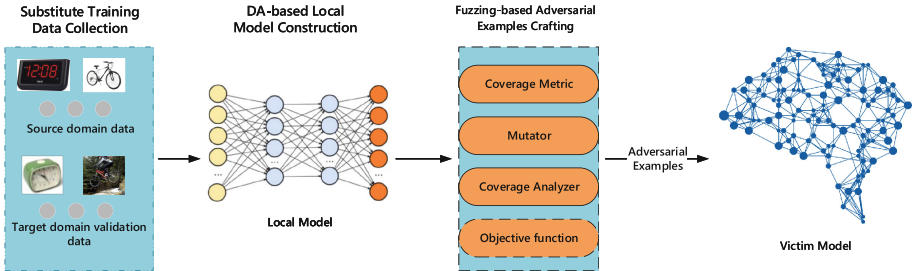 Substitute Training
Data Collection
12:08
Source domain data
Target domain validation
data
DA-based Local
Model Construction
...
...
...
...
Local Model
Fuzzing-based Adversarial
Examples Crafting
Coverage Metric
Mutator
Coverage Analyzer
Objective function
Adversarial
Examples
Victim Model